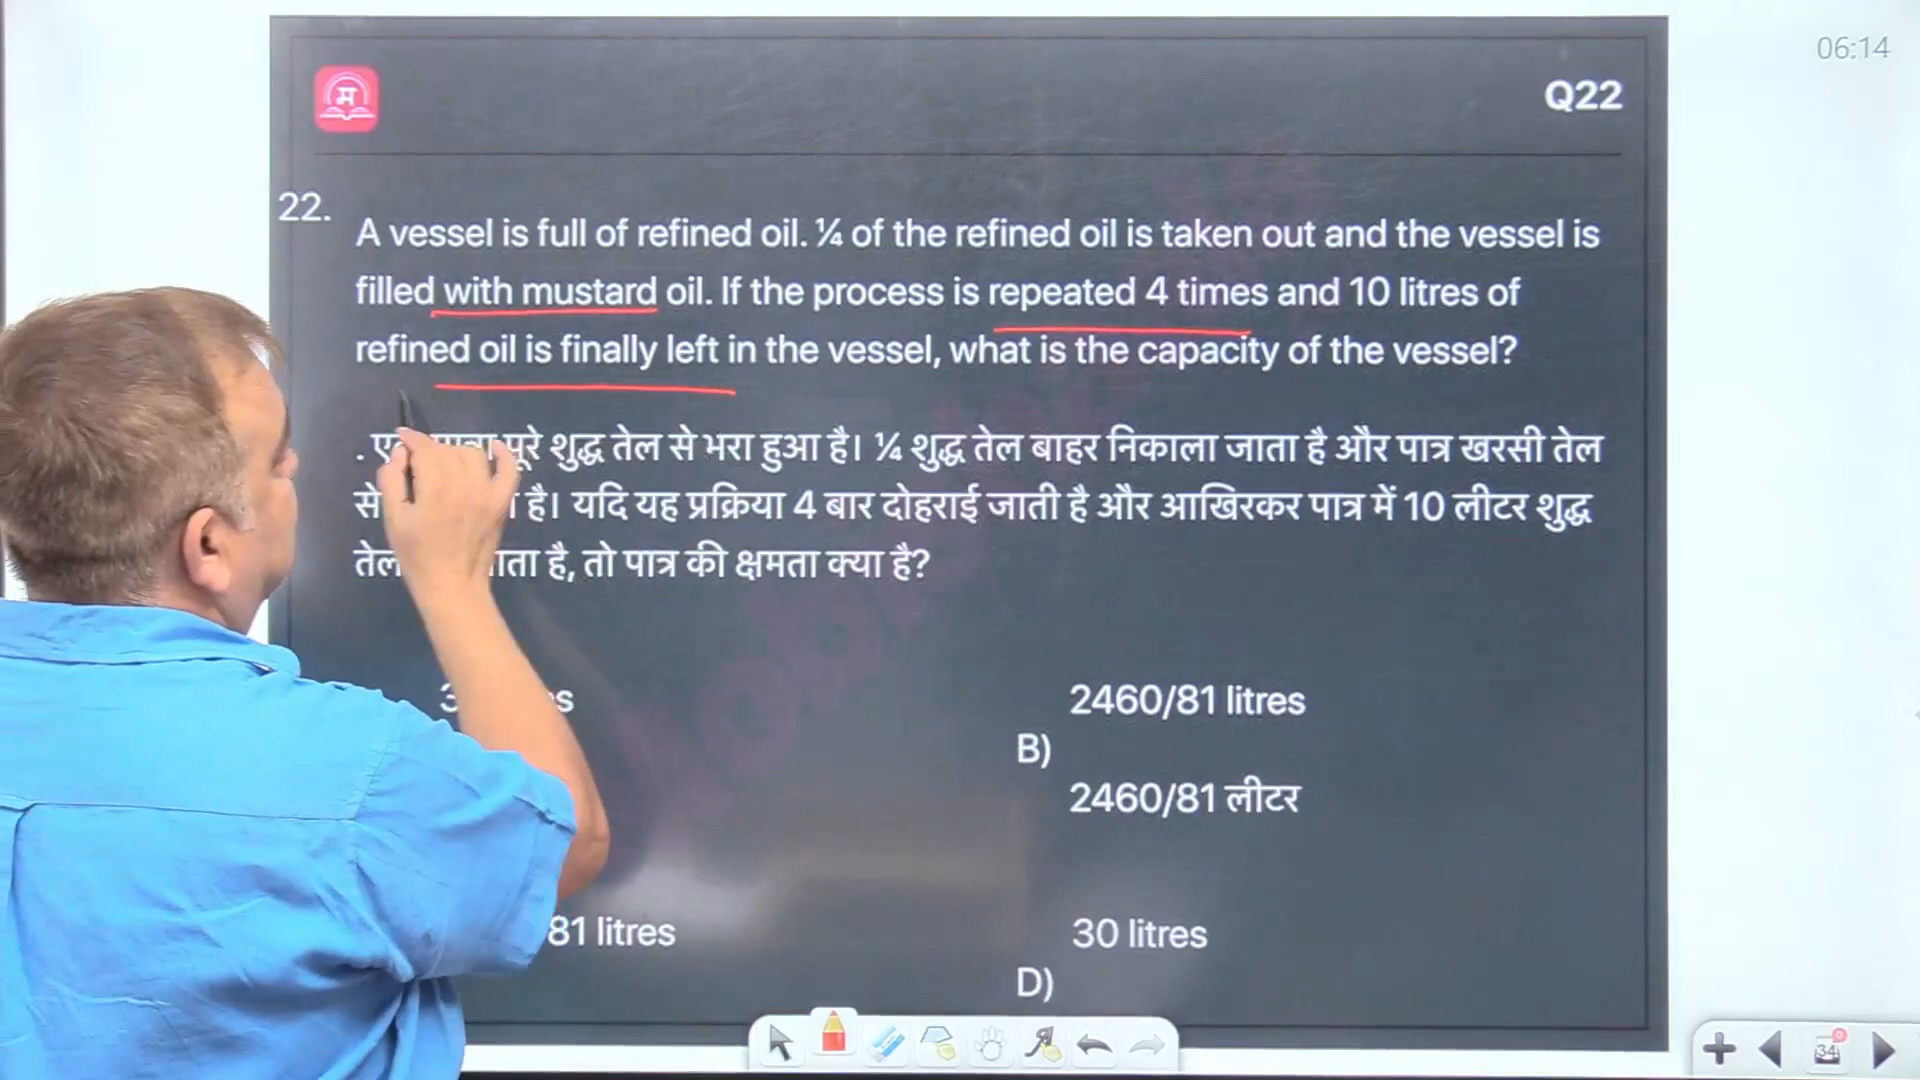 06:14
म
Q22
22.
A vessel is full of refined oil. ¼ of the refined oil is taken out and the vessel is
filled with mustard oil. If the process is repeated 4 times and 10 litres of
refined oil is finally left in the vessel, what is the capacity of the vessel?
. पूरे शुद्ध तेल से भरा हुआ है। ¼ शुद्ध तेल बाहर निकाला जाता है और पात्र खरसी तेल
से है। यदि यह प्रक्रिया 4 बार दोहराई जाती है और आखिरकार पात्र में 10 लीटर शुद्ध
तेल है, तो पात्र की क्षमता क्या है?
2460/81 litres
B)
2460/81 लीटर
81 litres
30 litres
D)
34